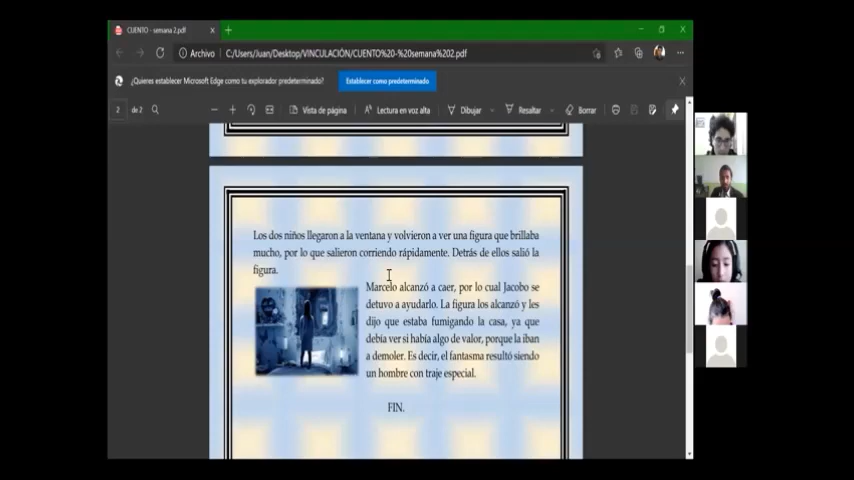 CUENTO - semana 2.pdf
Archivo C:/Users/Juan/Desktop/VINCULACIÓN/CUENTO%20-%20semana%202.pdf
¿Quieres establecer Microsoft Edge como tu explorador predeterminado? Establecer como predeterminado
2 de 2 Vista de página Lectura en voz alta Dibujar Resaltar Borrar
Los dos niños llegaron a la ventana y volvieron a ver una figura que brillaba
mucho, por lo que salieron corriendo rápidamente. Detrás de ellos salió la
figura.
Marcelo alcanzó a caer, por lo cual Jacobo se
detuvo a ayudarlo. La figura los alcanzó y les
dijo que estaba fumigando la casa, ya que
debía ver si había algo de valor, porque la iban
a demoler. Es decir, el fantasma resultó siendo
un hombre con traje especial.
FIN.